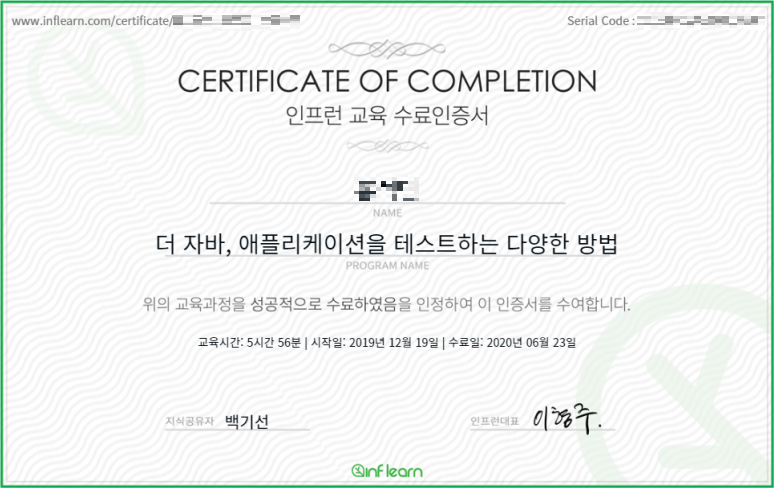 www.inflearn.com/certificate/
Serial Code :
CERTIFICATE OF COMPLETION
인프런 교육 수료인증서
NAME
더 자바, 애플리케이션을 테스트하는 다양한 방법
PROGRAM NAME
위의 교육과정을 성공적으로 수료하였음을 인정하여 이 인증서를 수여합니다.
교육시간: 5시간 56분 | 시작일: 2019년 12월 19일 | 수료일: 2020년 06월 23일
지식공유자 백기선
인프런대표 이형주.
inflearn